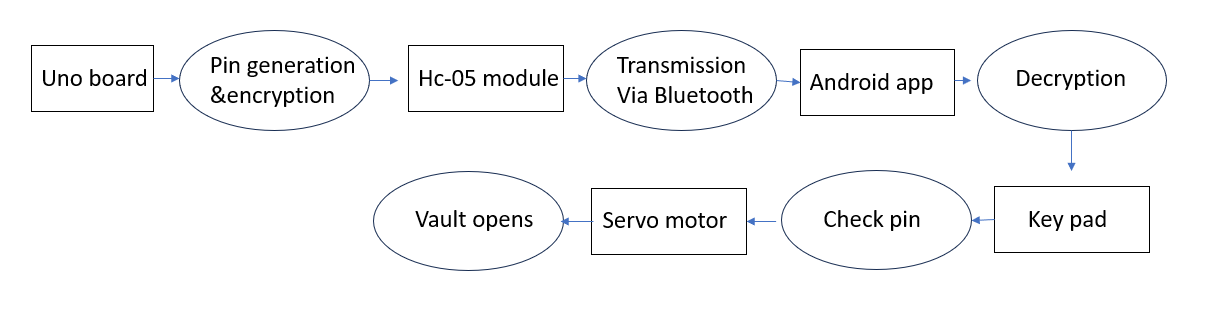 Uno board
Pin generation
&encryption
Hc-05 module
Transmission
Via Bluetooth
Android app
Decryption
Key pad
Check pin
Servo motor
Vault opens